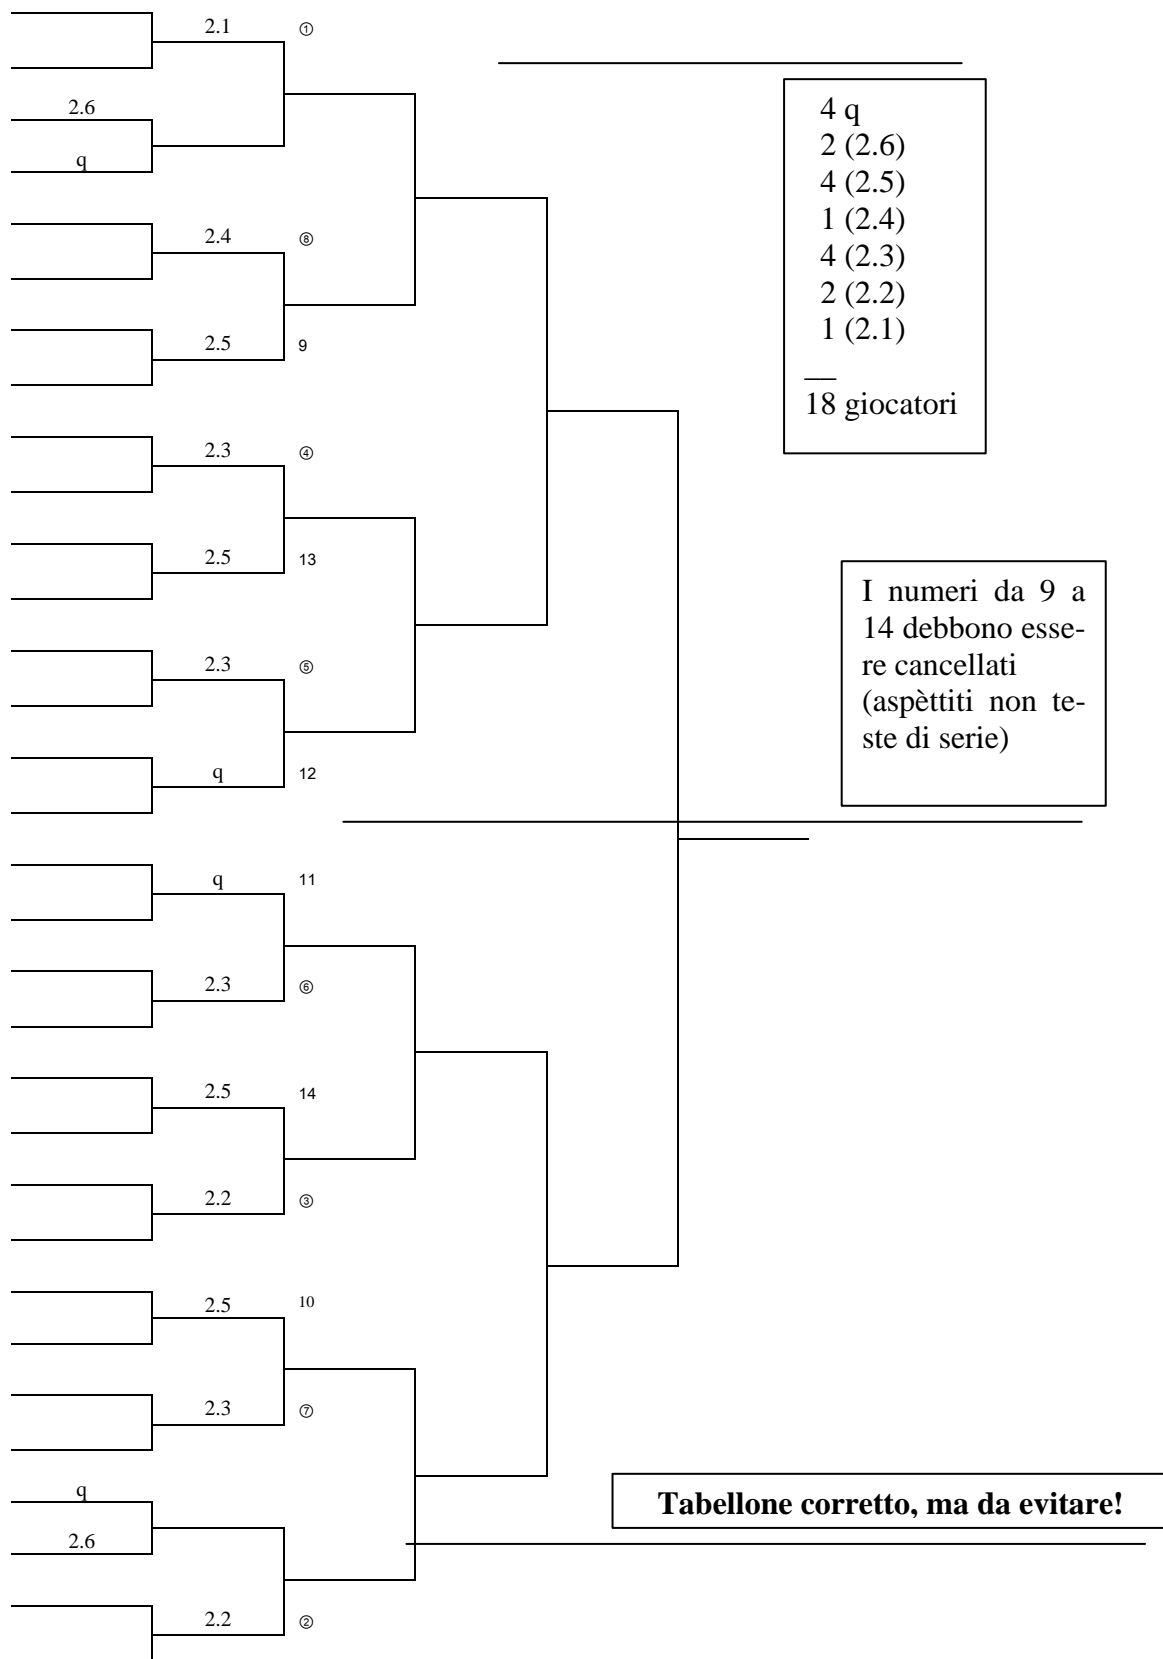 2.1 ①
2.6
q
2.4 ⑧
2.5 9
2.3 ④
2.5 13
2.3 ⑤
q 12
q 11
2.3 ⑥
2.5 14
2.2 ③
2.5 10
2.3 ⑦
q
2.6
2.2 ②
4 q
2 (2.6)
4 (2.5)
1 (2.4)
4 (2.3)
2 (2.2)
1 (2.1)
18 giocatori
I numeri da 9 a
14 debbono esse-
re cancellati
(aspèttiti non te-
ste di serie)
Tabellone corretto, ma da evitare!